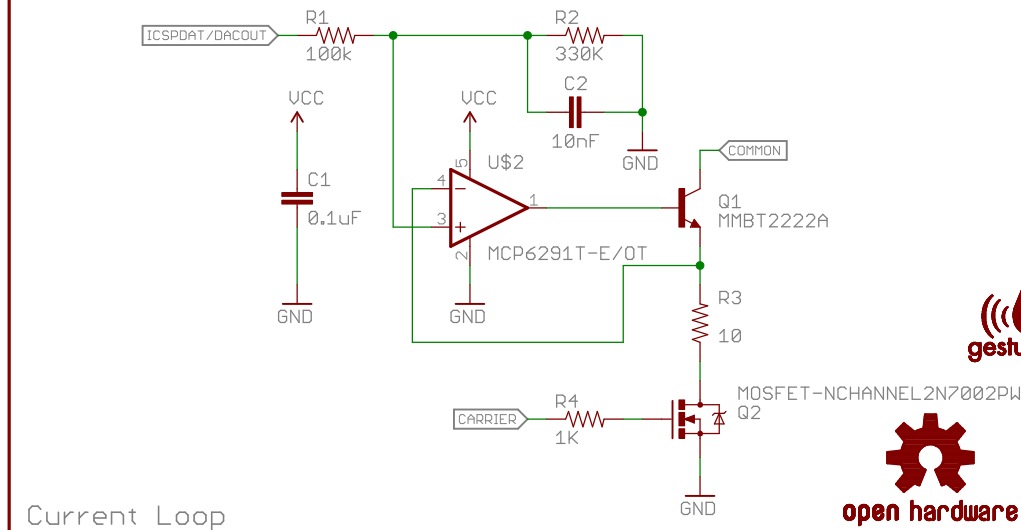 R1
R2
ICSPDAT/DACOUT
100k
330K
C2
VCC
VCC
10nF
COMMON
GND
5
U$2
C1
4
1
Q1
0.1uF
3
MMBT2222A
2
MCP6291T-E/OT
R3
GND
GND
10
gestu
MOSFET-NCHANNEL2N7002PW
R4
Q2
CARRIER
1K
GND
open hardware
Current Loop